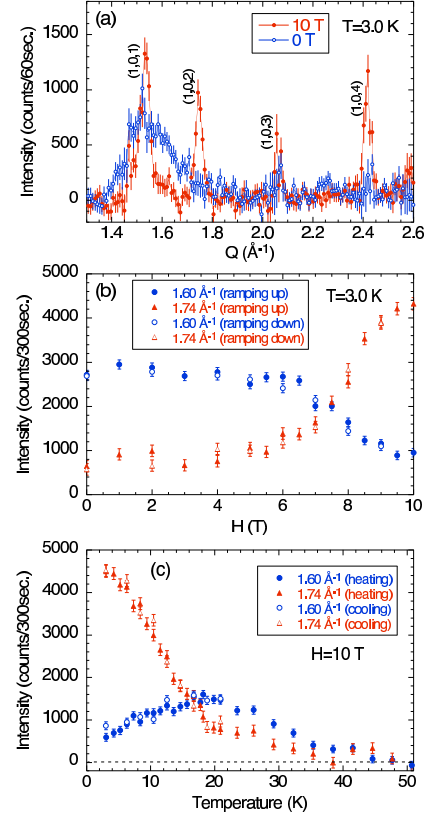 (a)
10 T
0 T
T=3.0 K
(1,0,1)
(1,0,2)
(1,0,3)
(1,0,4)
Intensity (counts/60sec.)
1500
1000
500
0
1.4 1.6 1.8 2.0 2.2 2.4 2.6
Q (Å-1)
(b)
1.60 Å-1 (ramping up)
1.74 Å-1 (ramping up)
1.60 Å-1 (ramping down)
1.74 Å-1 (ramping down)
T=3.0 K
Intensity (counts/300sec.)
5000
4000
3000
2000
1000
0
0 2 4 6 8 10
H (T)
(c)
1.60 Å-1 (heating)
1.74 Å-1 (heating)
1.60 Å-1 (cooling)
1.74 Å-1 (cooling)
H=10 T
Intensity (counts/300sec.)
5000
4000
3000
2000
1000
0
0 10 20 30 40 50
Temperature (K)